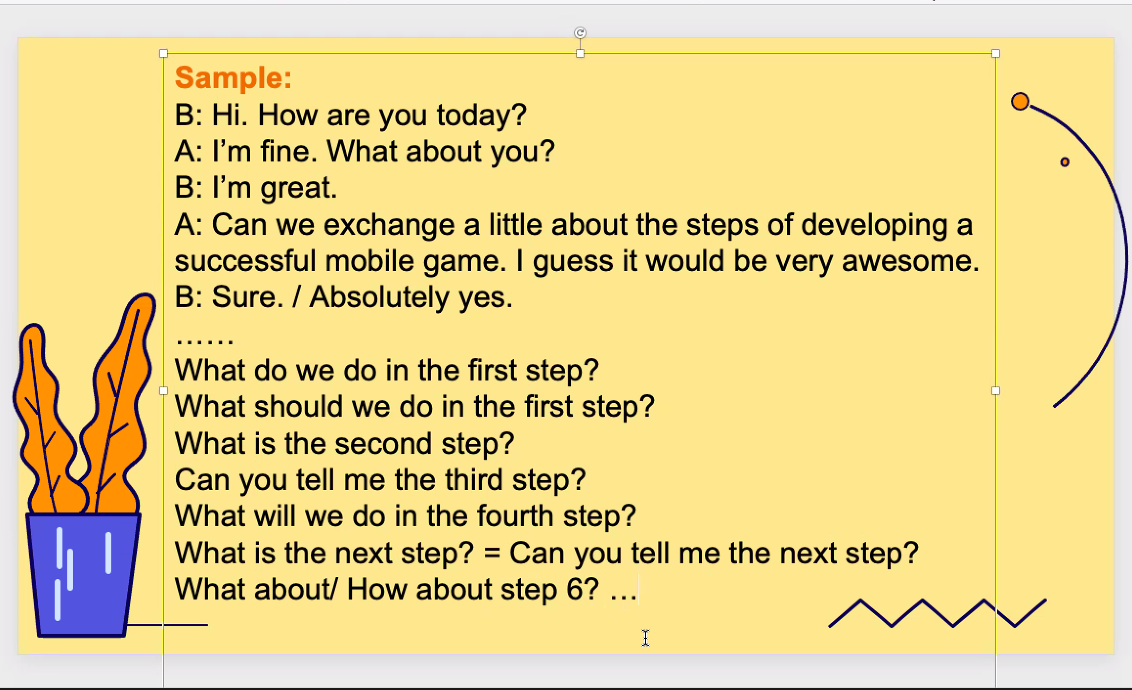 Sample:
B: Hi. How are you today?
A: I’m fine. What about you?
B: I’m great.
A: Can we exchange a little about the steps of developing a
successful mobile game. I guess it would be very awesome.
B: Sure. / Absolutely yes.
……
What do we do in the first step?
What should we do in the first step?
What is the second step?
Can you tell me the third step?
What will we do in the fourth step?
What is the next step? = Can you tell me the next step?
What about/ How about step 6? …